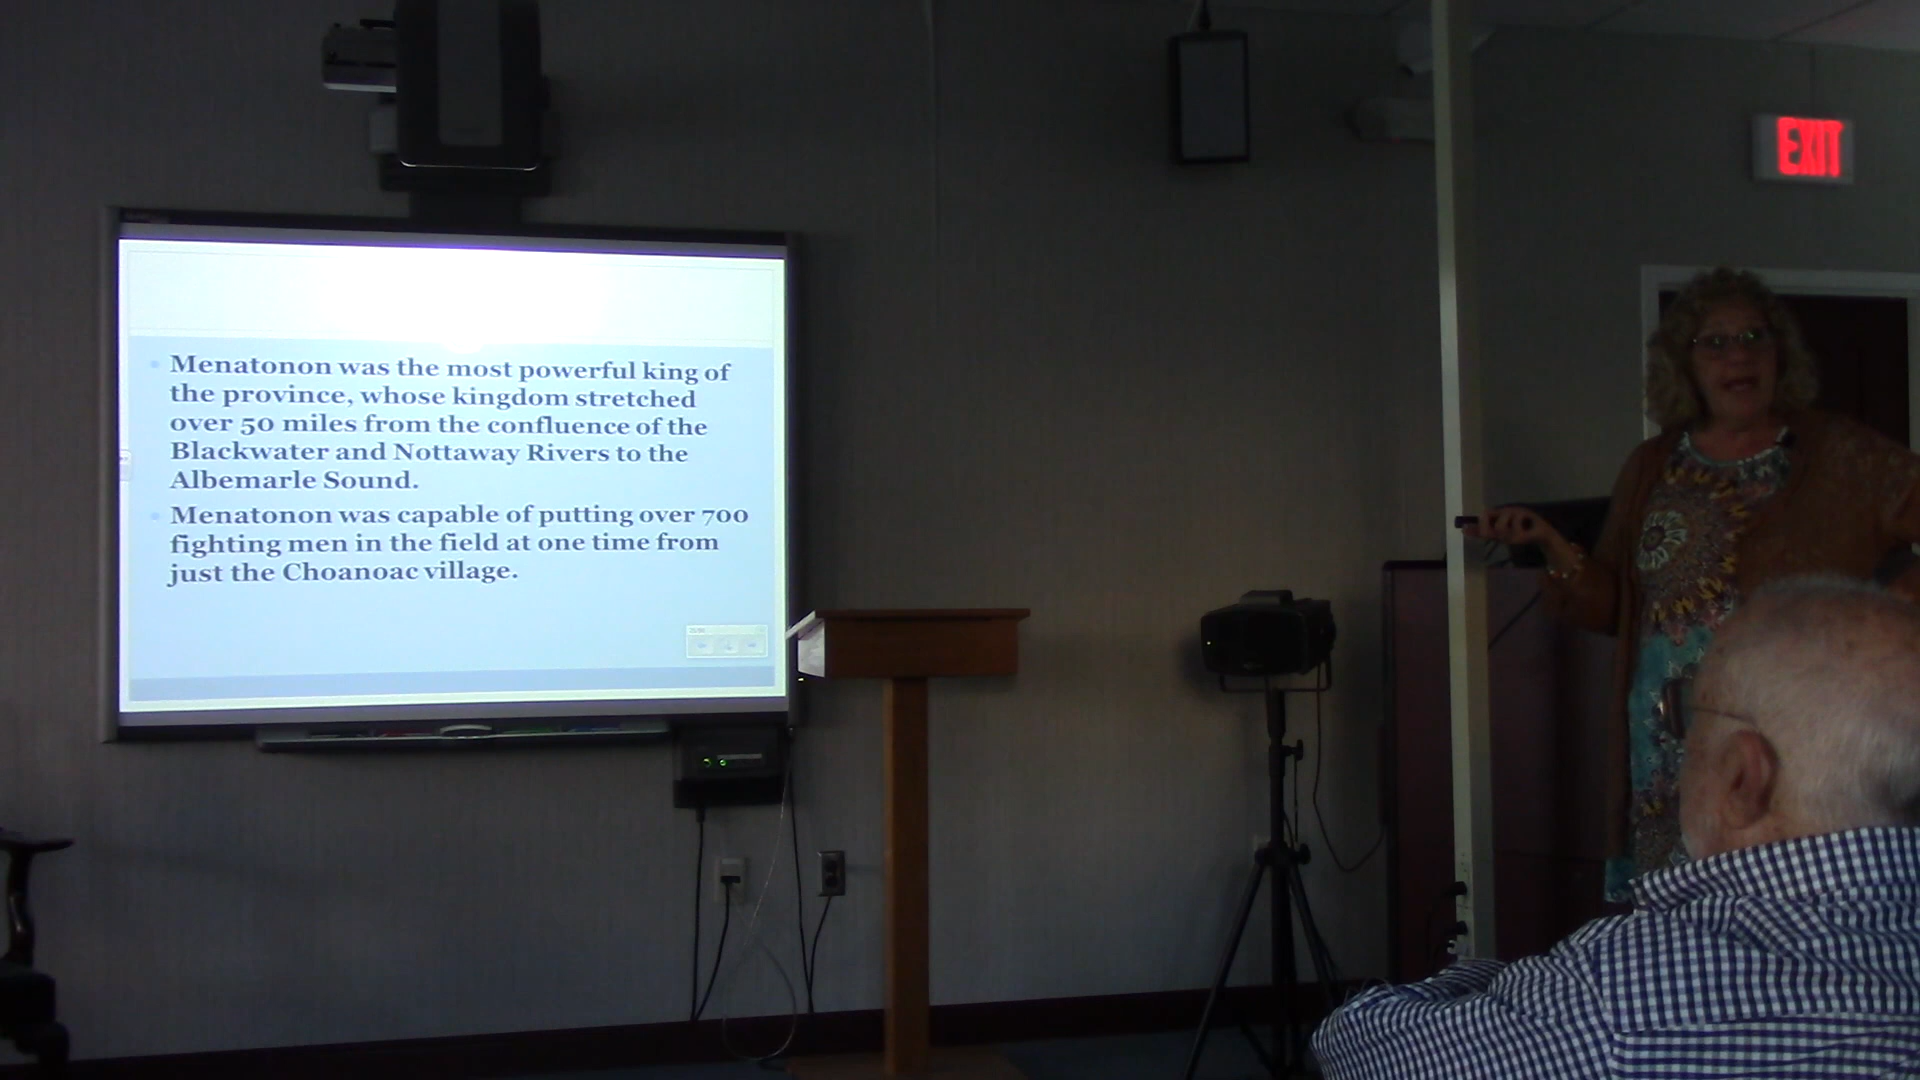 EXIT
Menatonon was the most powerful king of
the province, whose kingdom stretched
over 50 miles from the confluence of the
Blackwater and Nottaway Rivers to the
Albemarle Sound.
Menatonon was capable of putting over 700
fighting men in the field at one time from
just the Choanoac village.